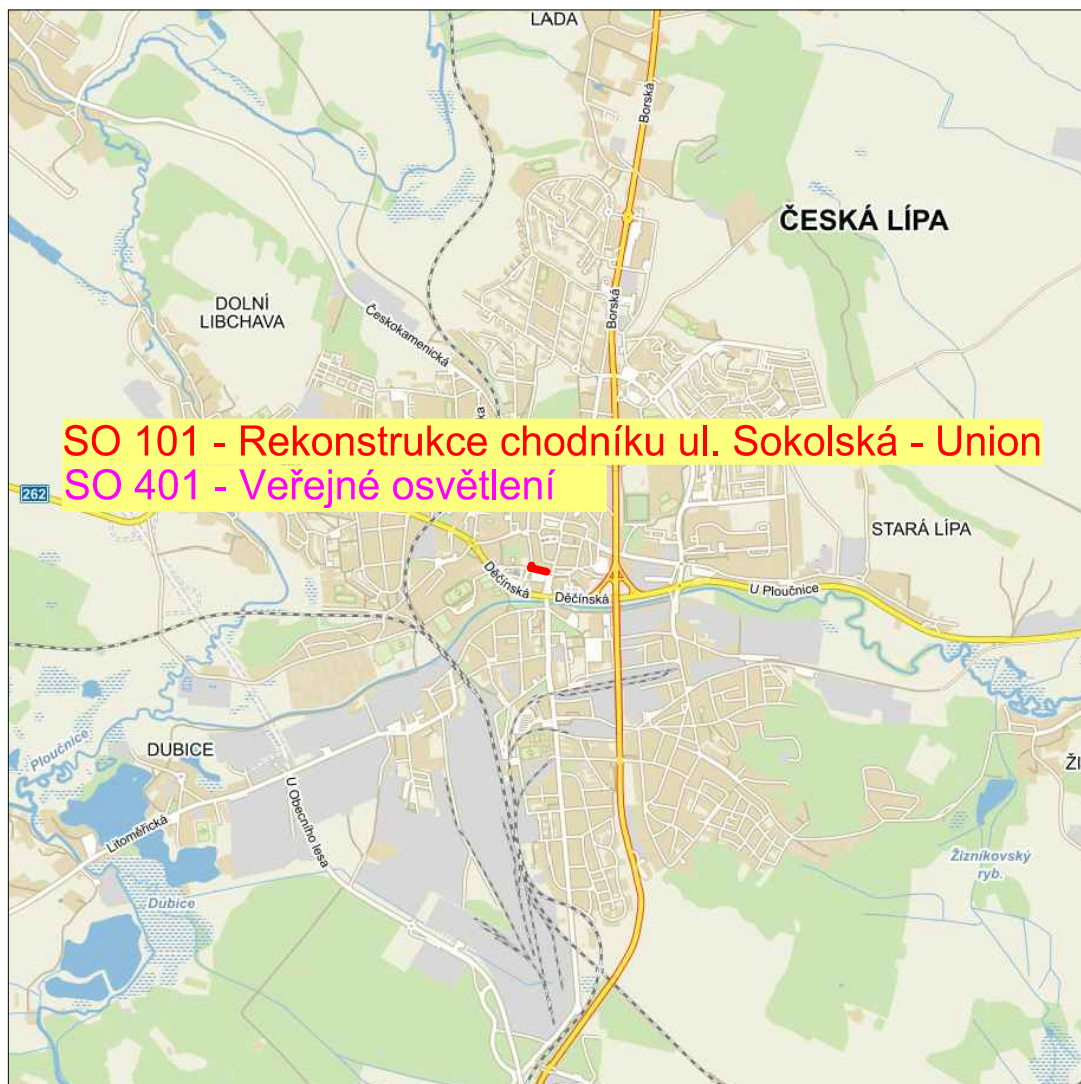 LADA
Borská
ČESKÁ LÍPA
DOLNÍ
LIBCHAVA
Českokamenická
Borská
SO 101 - Rekonstrukce chodníku ul. Sokolská - Union
SO 401 - Veřejné osvětlení
262
STARÁ LÍPA
Děčínská
Děčínská
U Ploučnice
Ploučnice
DUBICE
U Obecního lesa
Litoměřická
Žizníkovský
ryb.
Dubice